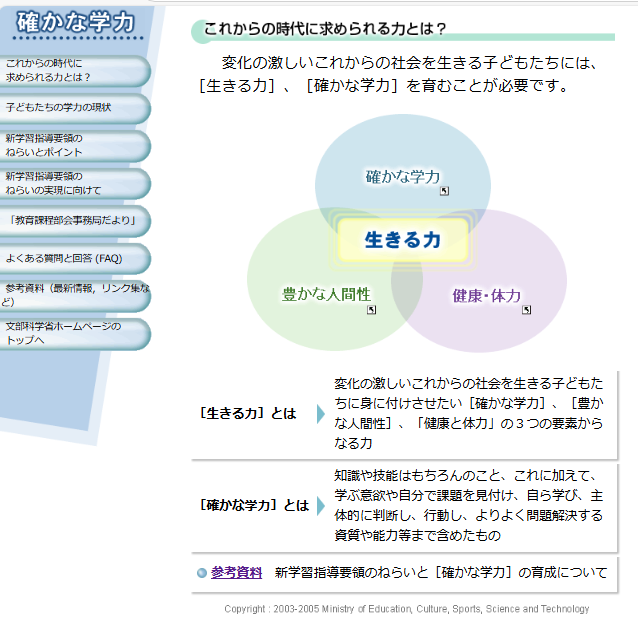 確かな学力
これからの時代に
求められる力とは？
子どもたちの学力の現状
新学習指導要領の
ねらいとポイント
新学習指導要領の
ねらいの実現に向けて
「教育課程部会事務局だより」
よくある質問と回答 (FAQ)
参考資料（最新情報，リンク集な
ど）
文部科学省ホームページの
トップへ
これからの時代に求められる力とは？
変化の激しいこれからの社会を生きる子どもたちには、
［生きる力］、［確かな学力］を育むことが必要です。
確かな学力
生きる力
豊かな人間性
健康・体力
［生きる力］とは
変化の激しいこれからの社会を生きる子どもた
ちに身に付けさせたい［確かな学力］、［豊か
な人間性］、「健康と体力」の３つの要素から
なる力
［確かな学力］とは
知識や技能はもちろんのこと、これに加えて、
学ぶ意欲や自分で課題を見付け、自ら学び、主
体的に判断し、行動し、よりよく問題解決する
資質や能力等まで含めたもの
参考資料　新学習指導要領のねらいと［確かな学力］の育成について
Copyright : 2003-2005 Ministry of Education, Culture, Sports, Science and Technology